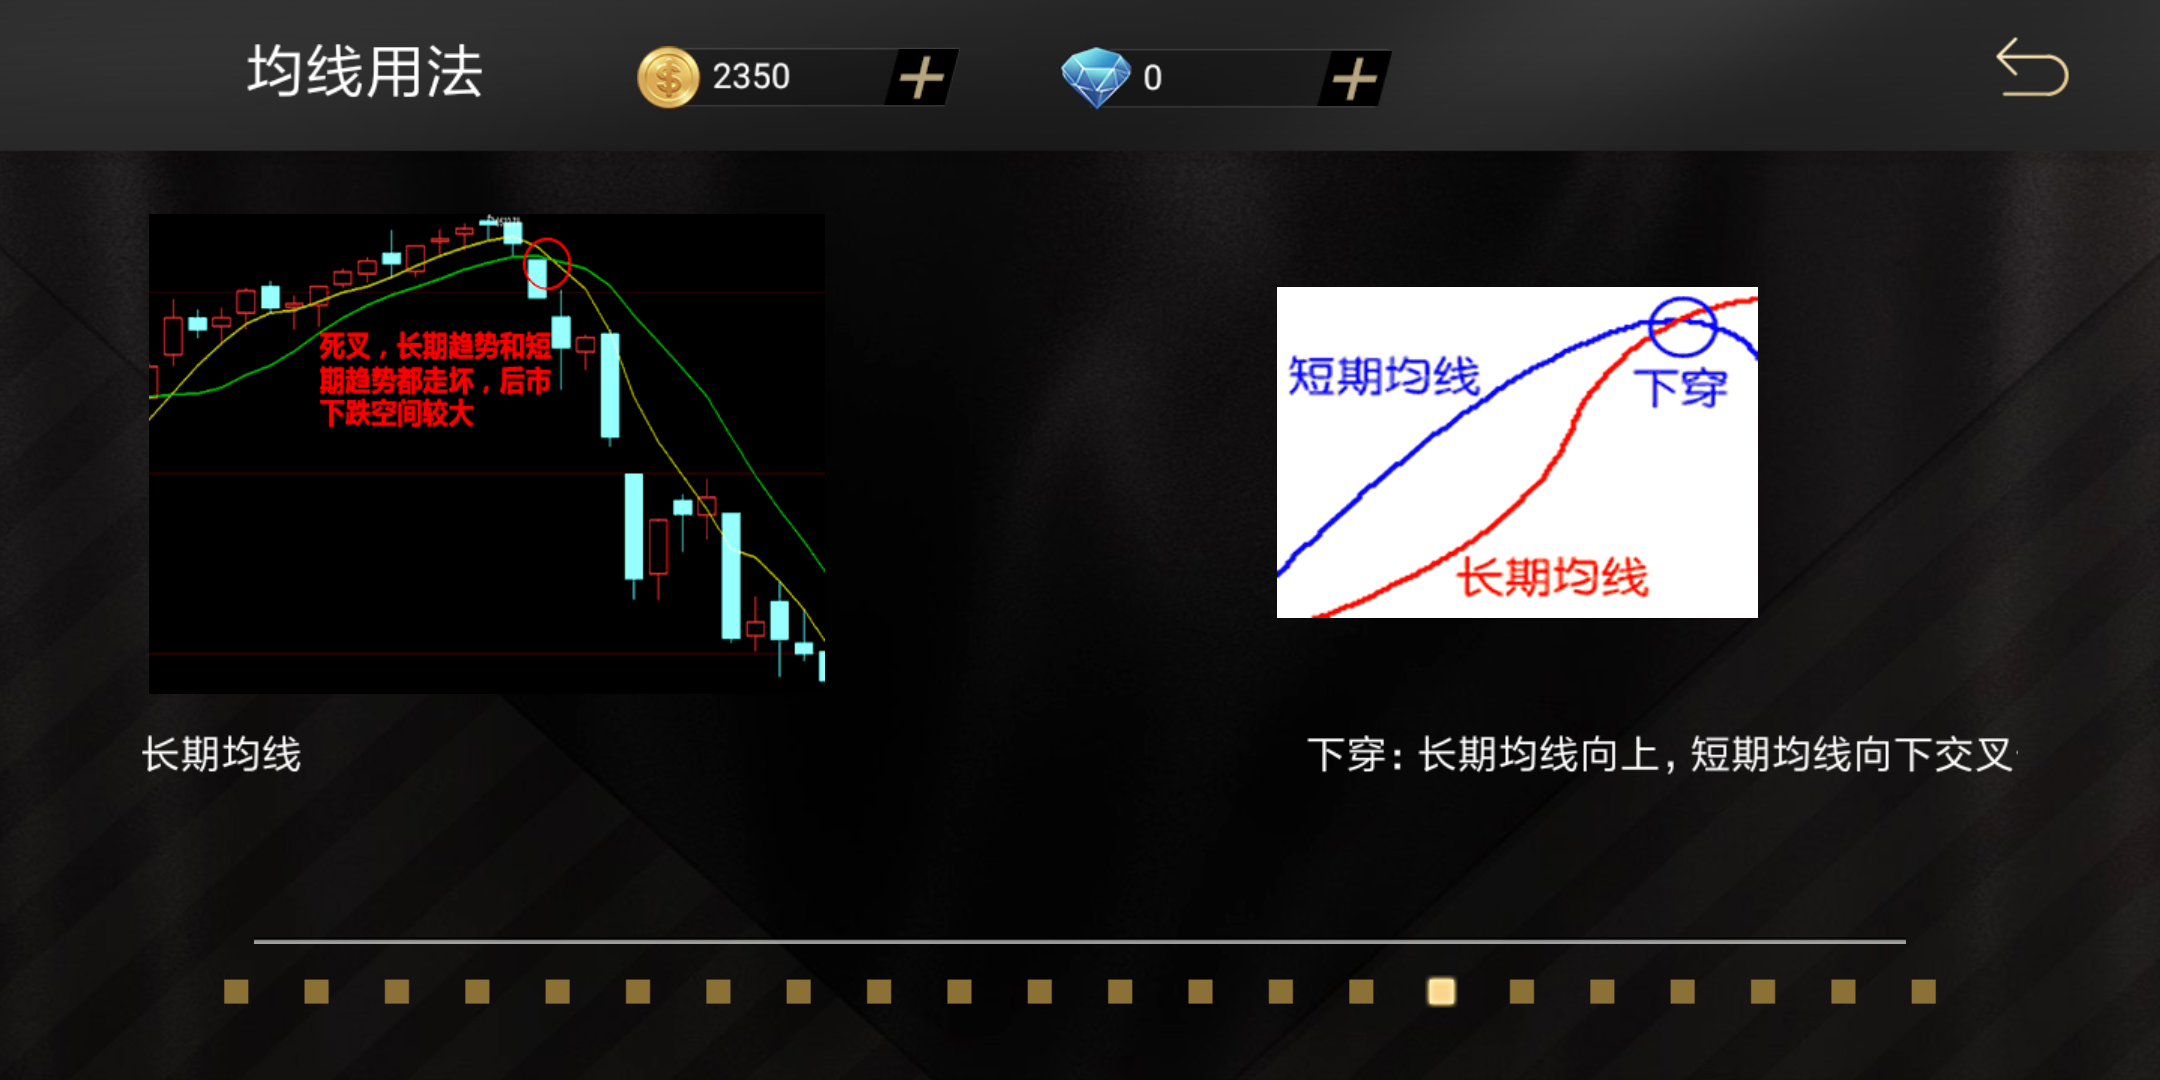 均线用法
2350
0
死叉，长期趋势和短
期趋势都走坏，后市
下跌空间较大
短期均线
下穿
长期均线
长期均线
下穿：长期均线向上，短期均线向下交叉